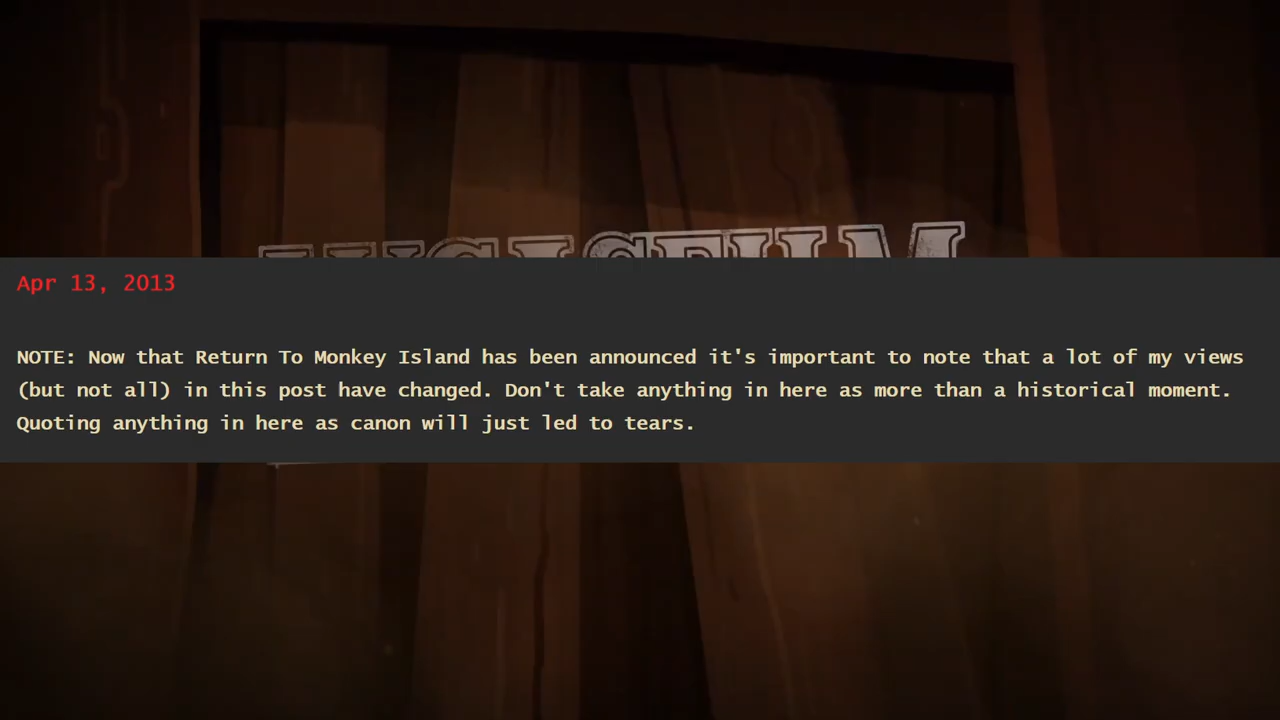 Apr 13, 2013
NOTE: Now that Return To Monkey Island has been announced it's important to note that a lot of my views
(but not all) in this post have changed. Don't take anything in here as more than a historical moment.
Quoting anything in here as canon will just led to tears.